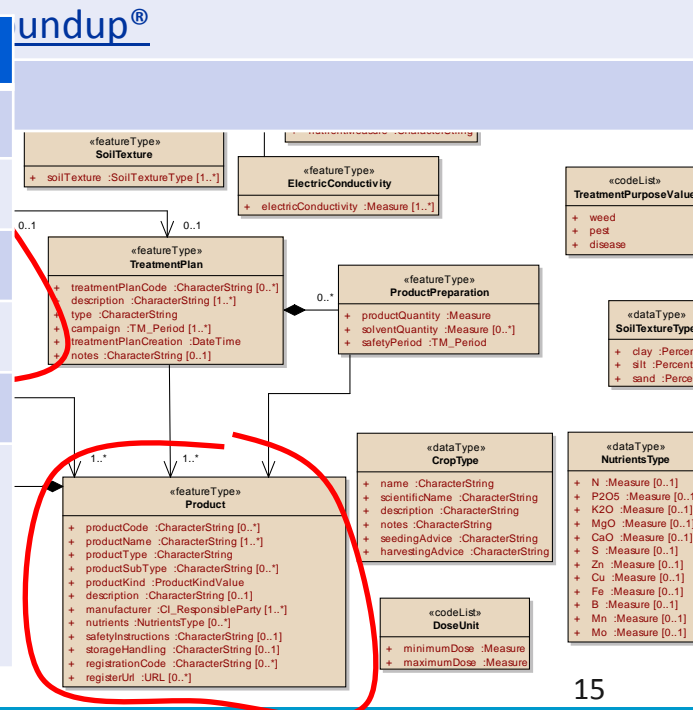 undup®
«featureType»
SoilTexture
+ soilTexture :SoilTextureType [1..*]
«featureType»
ElectricConductivity
+ electricConductivity :Measure [1..*]
«codeList»
TreatmentPurposeValue
+ weed
+ pest
+ disease
0..1
0..1
«featureType»
TreatmentPlan
+ treatmentPlanCode :CharacterString [0..*]
+ description :CharacterString [1..*]
+ type :CharacterString
+ campaign :TM_Period [1..*]
+ treatmentPlanCreation :DateTime
+ notes :CharacterString [0..1]
0..*
«featureType»
ProductPreparation
+ productQuantity :Measure
+ solventQuantity :Measure [0..*]
+ safetyPeriod :TM_Period
«dataType»
SoilTextureType
+ clay :Percen
+ silt :Percent
+ sand :Perce
1..*
1..*
«featureType»
Product
+ productCode :CharacterString [0..*]
+ productName :CharacterString [1..*]
+ productType :CharacterString
+ productSubType :CharacterString [0..*]
+ productKind :ProductKindValue
+ description :CharacterString [0..1]
+ manufacturer :CI_ResponsibleParty [1..*]
+ nutrients :NutrientsType [0..*]
+ safetyInstructions :CharacterString [0..1]
+ storageHandling :CharacterString [0..1]
+ registrationCode :CharacterString [0..*]
+ registerUrl :URL [0..*]
«dataType»
CropType
+ name :CharacterString
+ scientificName :CharacterString
+ description :CharacterString
+ notes :CharacterString
+ seedingAdvice :CharacterString
+ harvestingAdvice :CharacterString
«dataType»
NutrientsType
+ N :Measure [0..1]
+ P2O5 :Measure [0..1
+ K2O :Measure [0..1]
+ MgO :Measure [0..1]
+ CaO :Measure [0..1]
+ S :Measure [0..1]
+ Zn :Measure [0..1]
+ Cu :Measure [0..1]
+ Fe :Measure [0..1]
+ B :Measure [0..1]
+ Mn :Measure [0..1]
+ Mo :Measure [0..1]
«codeList»
DoseUnit
+ minimumDose :Measure
+ maximumDose :Measure
15